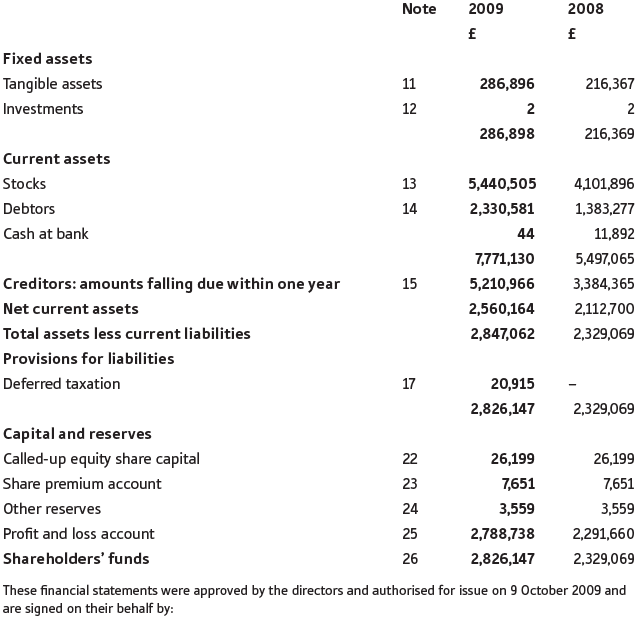 Note 2009 2008
£ £
Fixed assets
Tangible assets 11 286,896 216,367
Investments 12 2 2
286,898 216,369
Current assets
Stocks 13 5,440,505 4,101,896
Debtors 14 2,330,581 1,383,277
Cash at bank 44 11,892
7,771,130 5,497,065
Creditors: amounts falling due within one year 15 5,210,966 3,384,365
Net current assets 2,560,164 2,112,700
Total assets less current liabilities 2,847,062 2,329,069
Provisions for liabilities
Deferred taxation 17 20,915 –
2,826,147 2,329,069
Capital and reserves
Called-up equity share capital 22 26,199 26,199
Share premium account 23 7,651 7,651
Other reserves 24 3,559 3,559
Profit and loss account 25 2,788,738 2,291,660
Shareholders’ funds 26 2,826,147 2,329,069
These financial statements were approved by the directors and authorised for issue on 9 October 2009 and
are signed on their behalf by: